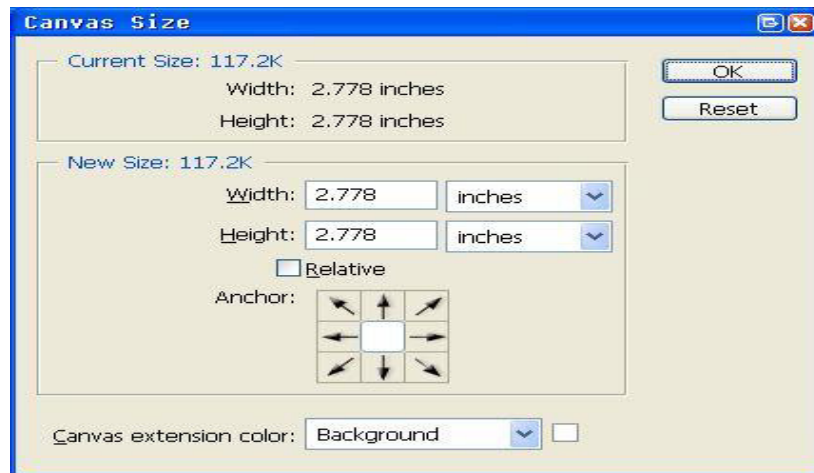 Canvas Size
Current Size: 117.2K
OK
Width: 2.778 inches
Reset
Height: 2.778 inches
New Size: 117.2K
Width: 2.778 inches
Height: 2.778 inches
Relative
Anchor:
Canvas extension color: Background